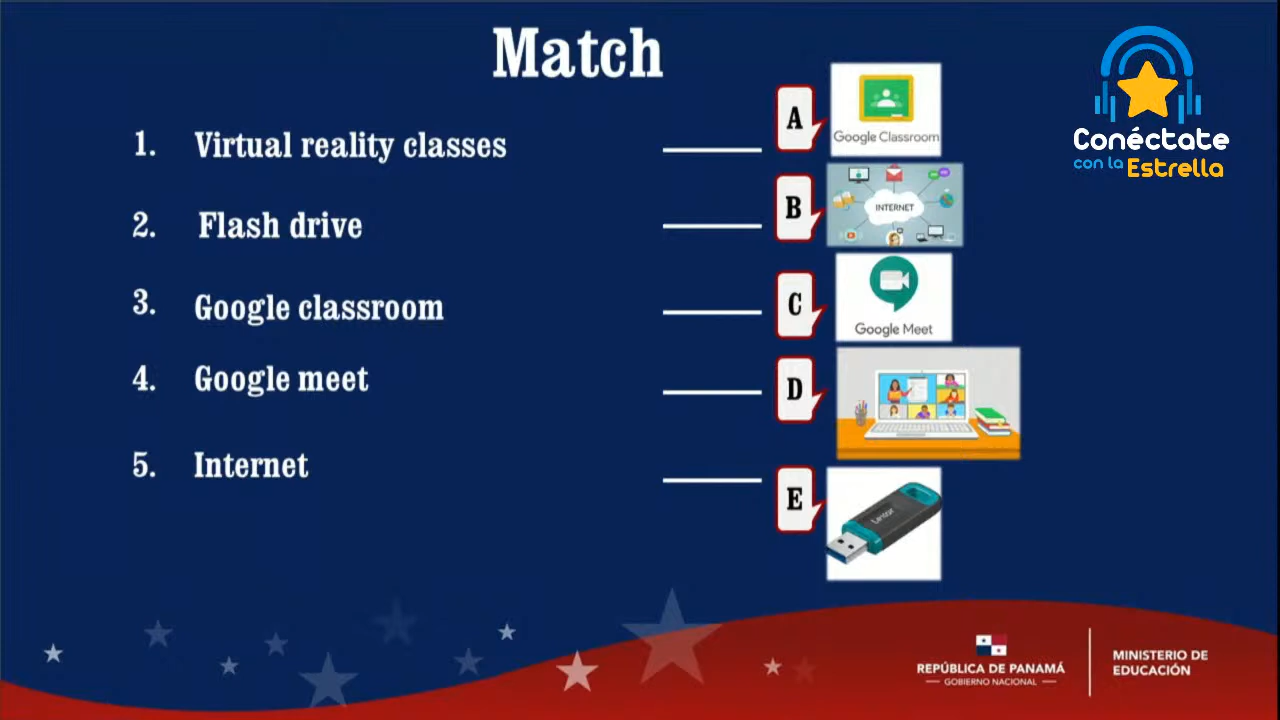 Match
1. Virtual reality classes
2. Flash drive
3. Google classroom
4. Google meet
5. Internet
A
Google Classroom
B
INTERNET
C
Google Meet
D
E
Lexar
Conéctate
con la Estrella
REPÚBLICA DE PANAMÁ
— GOBIERNO NACIONAL —
MINISTERIO DE
EDUCACIÓN